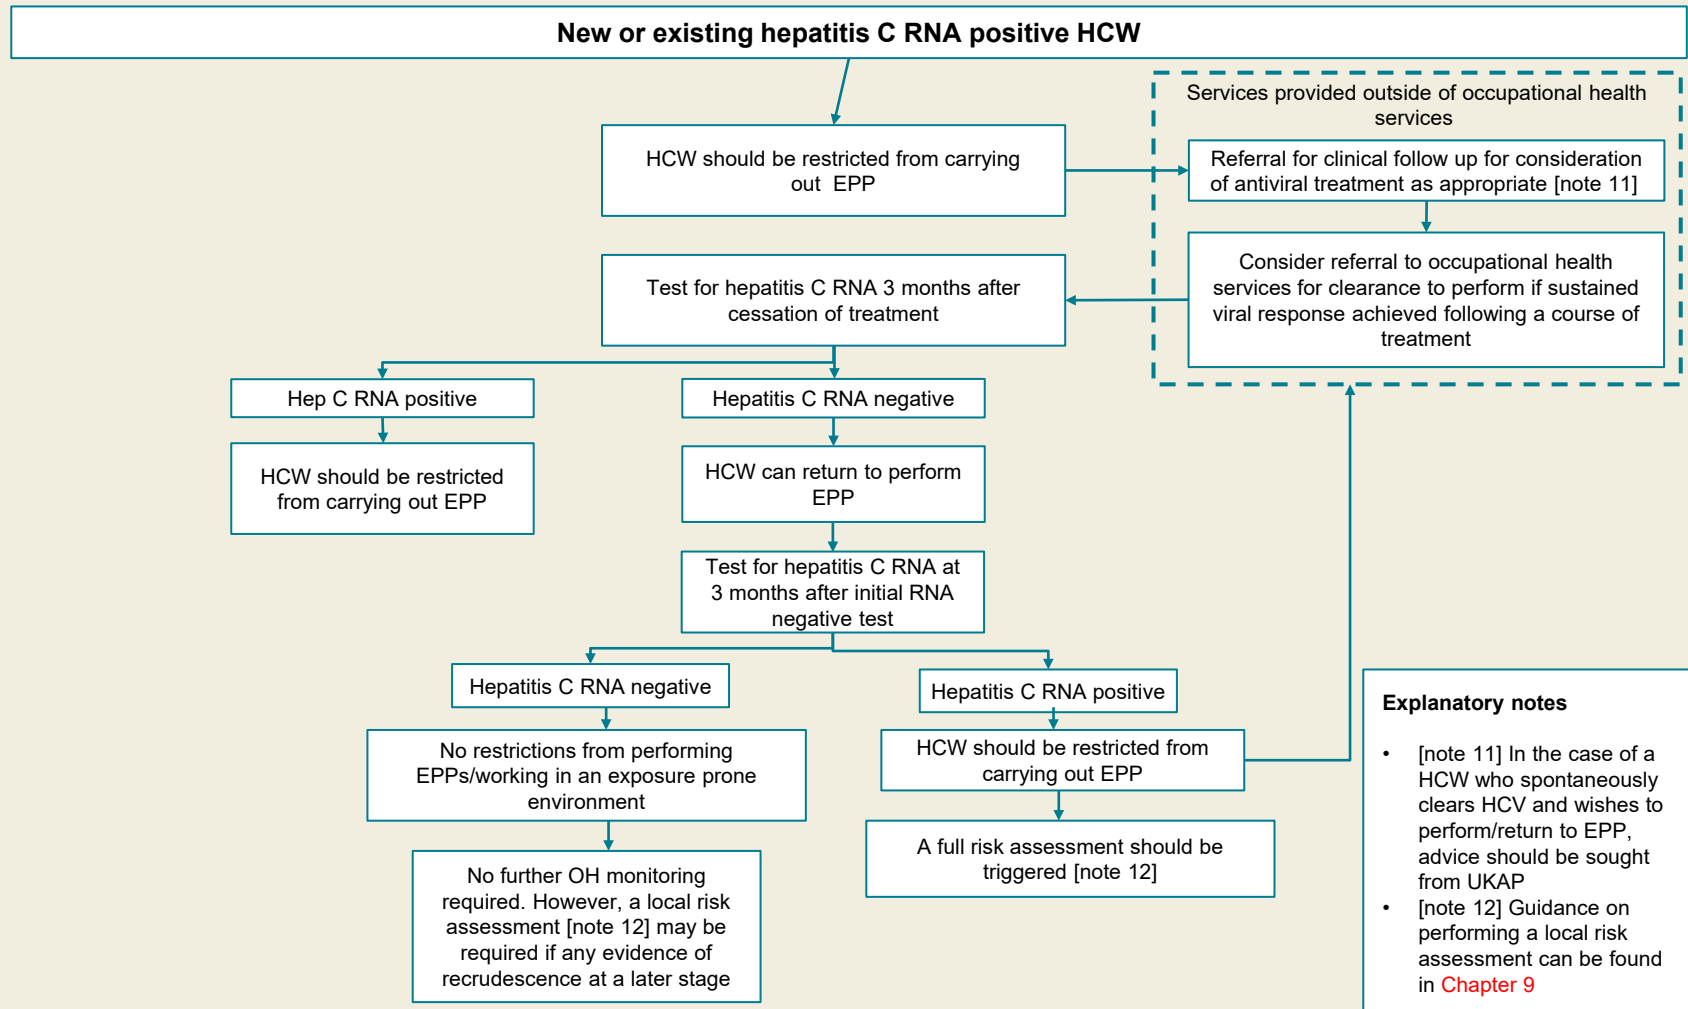 New or existing hepatitis C RNA positive HCW
Services provided outside of occupational health
services
HCW should be restricted from carrying
out EPP
Referral for clinical follow up for consideration
of antiviral treatment as appropriate [note 11]
Consider referral to occupational health
services for clearance to perform if sustained
viral response achieved following a course of
treatment
Test for hepatitis C RNA 3 months after
cessation of treatment
Hep C RNA positive
Hepatitis C RNA negative
HCW should be restricted
from carrying out EPP
HCW can return to perform
EPP
Test for hepatitis C RNA at
3 months after initial RNA
negative test
Hepatitis C RNA negative
Hepatitis C RNA positive
No restrictions from performing
EPPs/working in an exposure prone
environment
HCW should be restricted from
carrying out EPP
A full risk assessment should be
triggered [note 12]
No further OH monitoring
required. However, a local risk
assessment [note 12] may be
required if any evidence of
recrudescence at a later stage
Explanatory notes
• [note 11] In the case of a
HCW who spontaneously
clears HCV and wishes to
perform/return to EPP,
advice should be sought
from UKAP
• [note 12] Guidance on
performing a local risk
assessment can be found
in Chapter 9